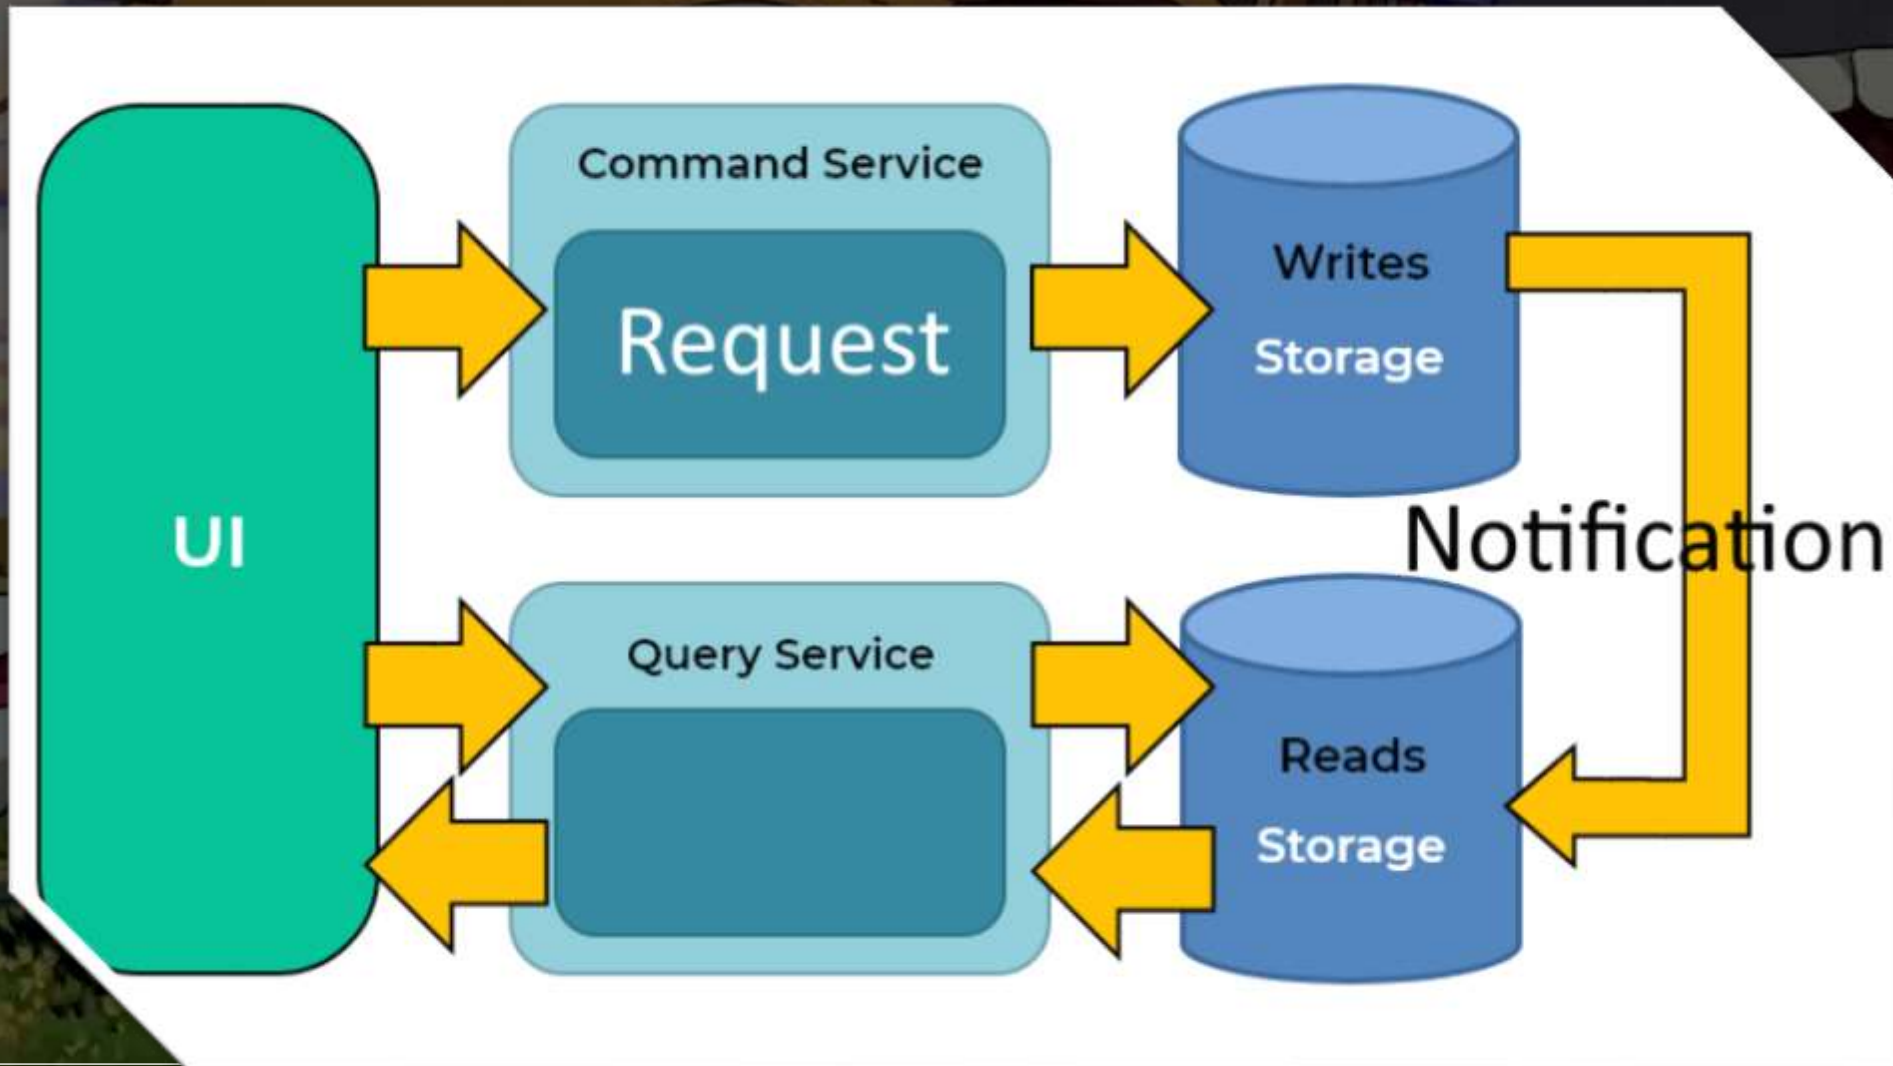 UI
Command Service
Request
Writes
Storage
Notification
Query Service
Reads
Storage